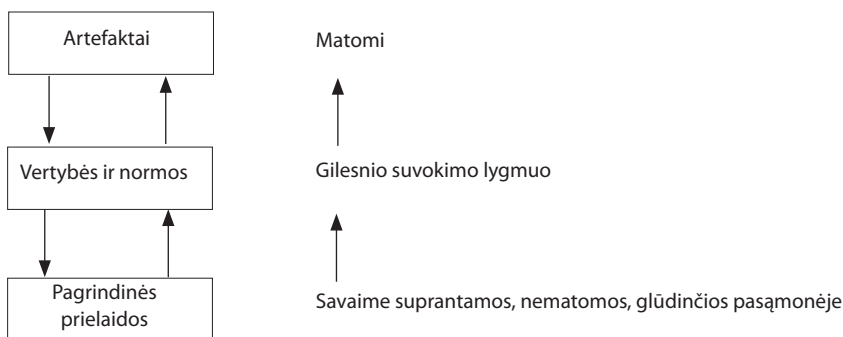 Artefaktai
Matomi
Vertybės ir normos
Gilesnio suvokimo lygmuo
Pagrindinės
prielaidos
Savaime suprantamos, nematomos, glūdinčios pasąmonėje